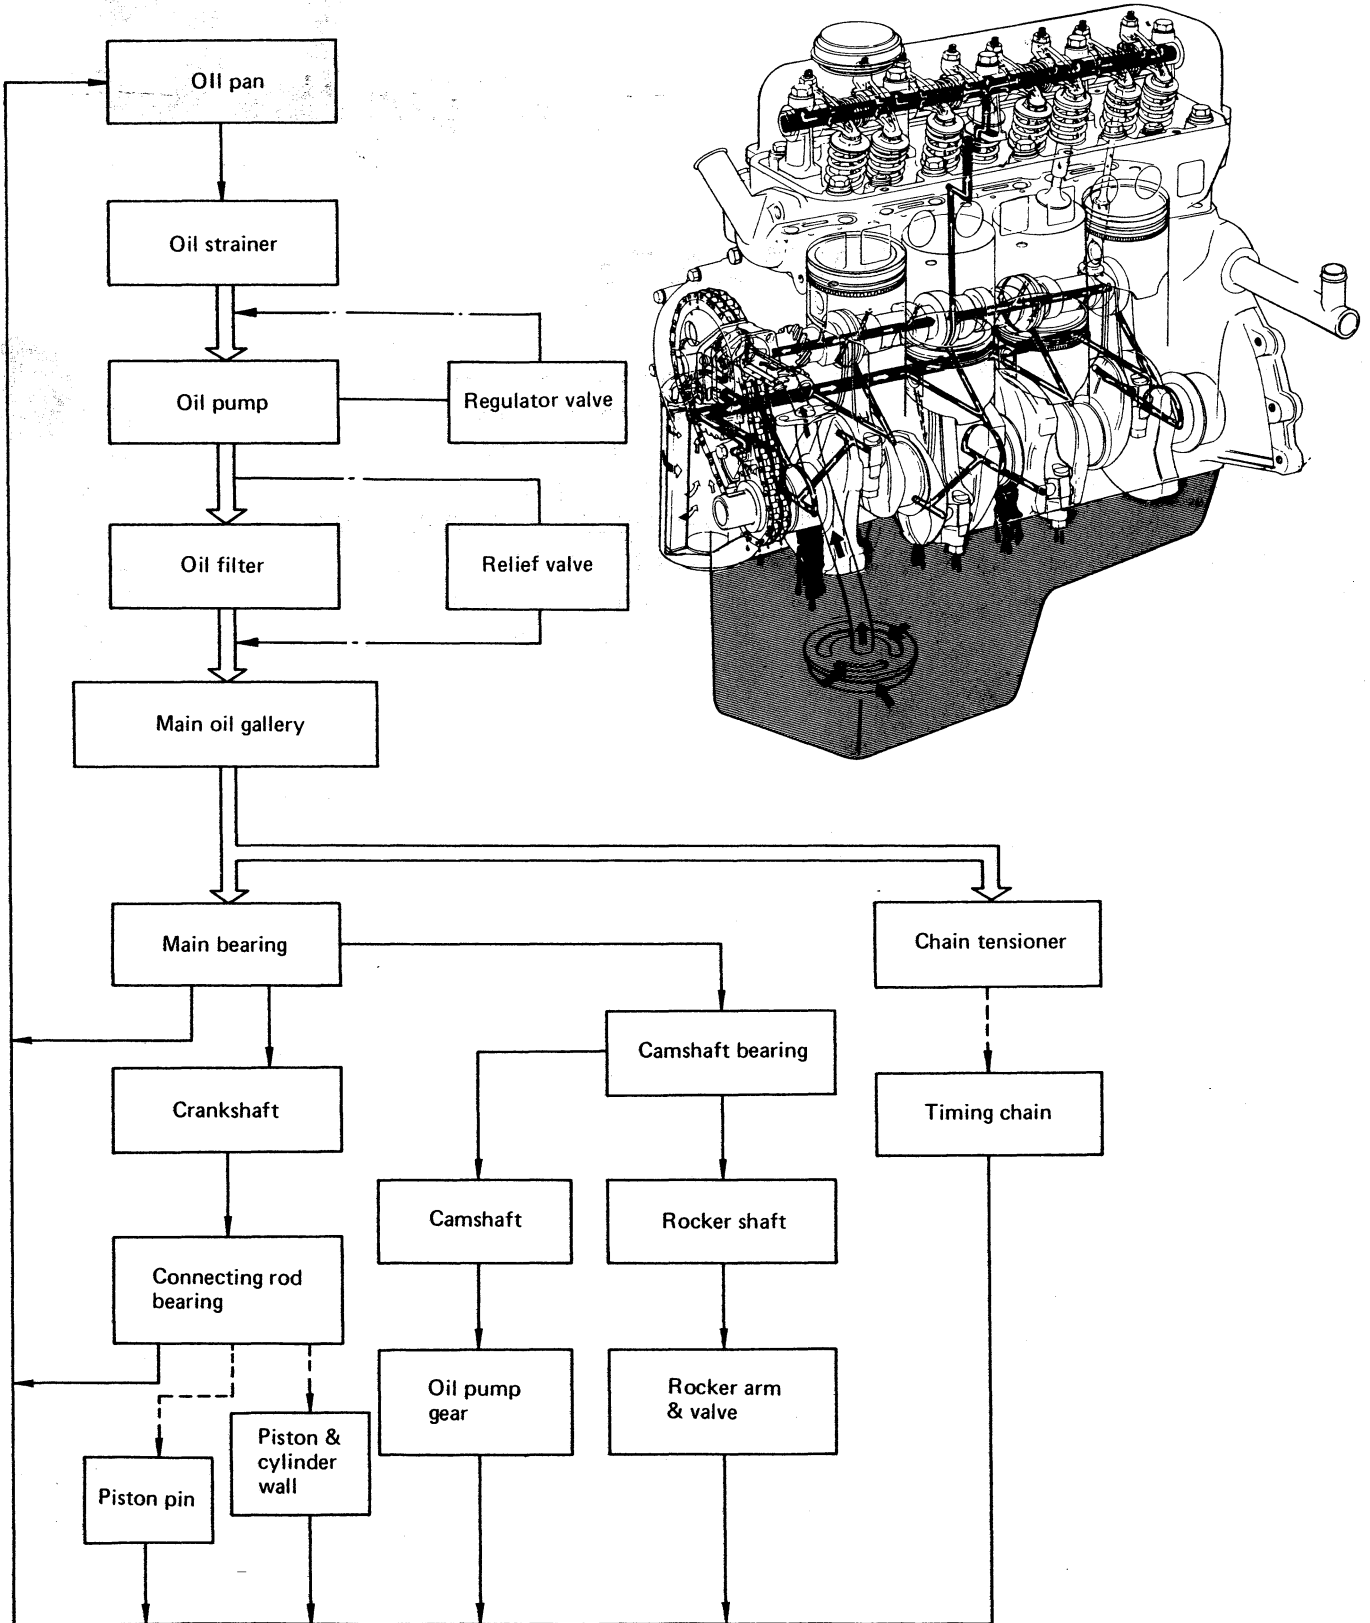 OIl pan
Oil strainer
Oil pump
Regulator valve
Oil filter
Relief valve
Main oil gallery
Main bearing
Chain tensioner
Camshaft bearing
Crankshaft
Timing chain
Camshaft
Rocker shaft
Connecting rod
bearing
Oil pump
gear
Rocker arm
& valve
Piston &
cylinder
wall
Piston pin